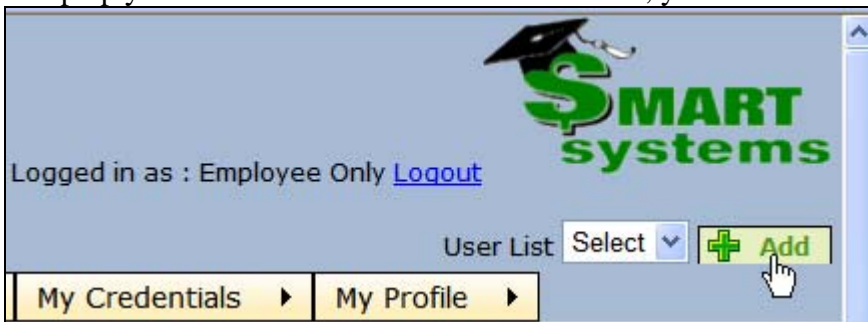 $MART
systems
Logged in as : Employee Only Logout
User List Select Add
My Credentials My Profile